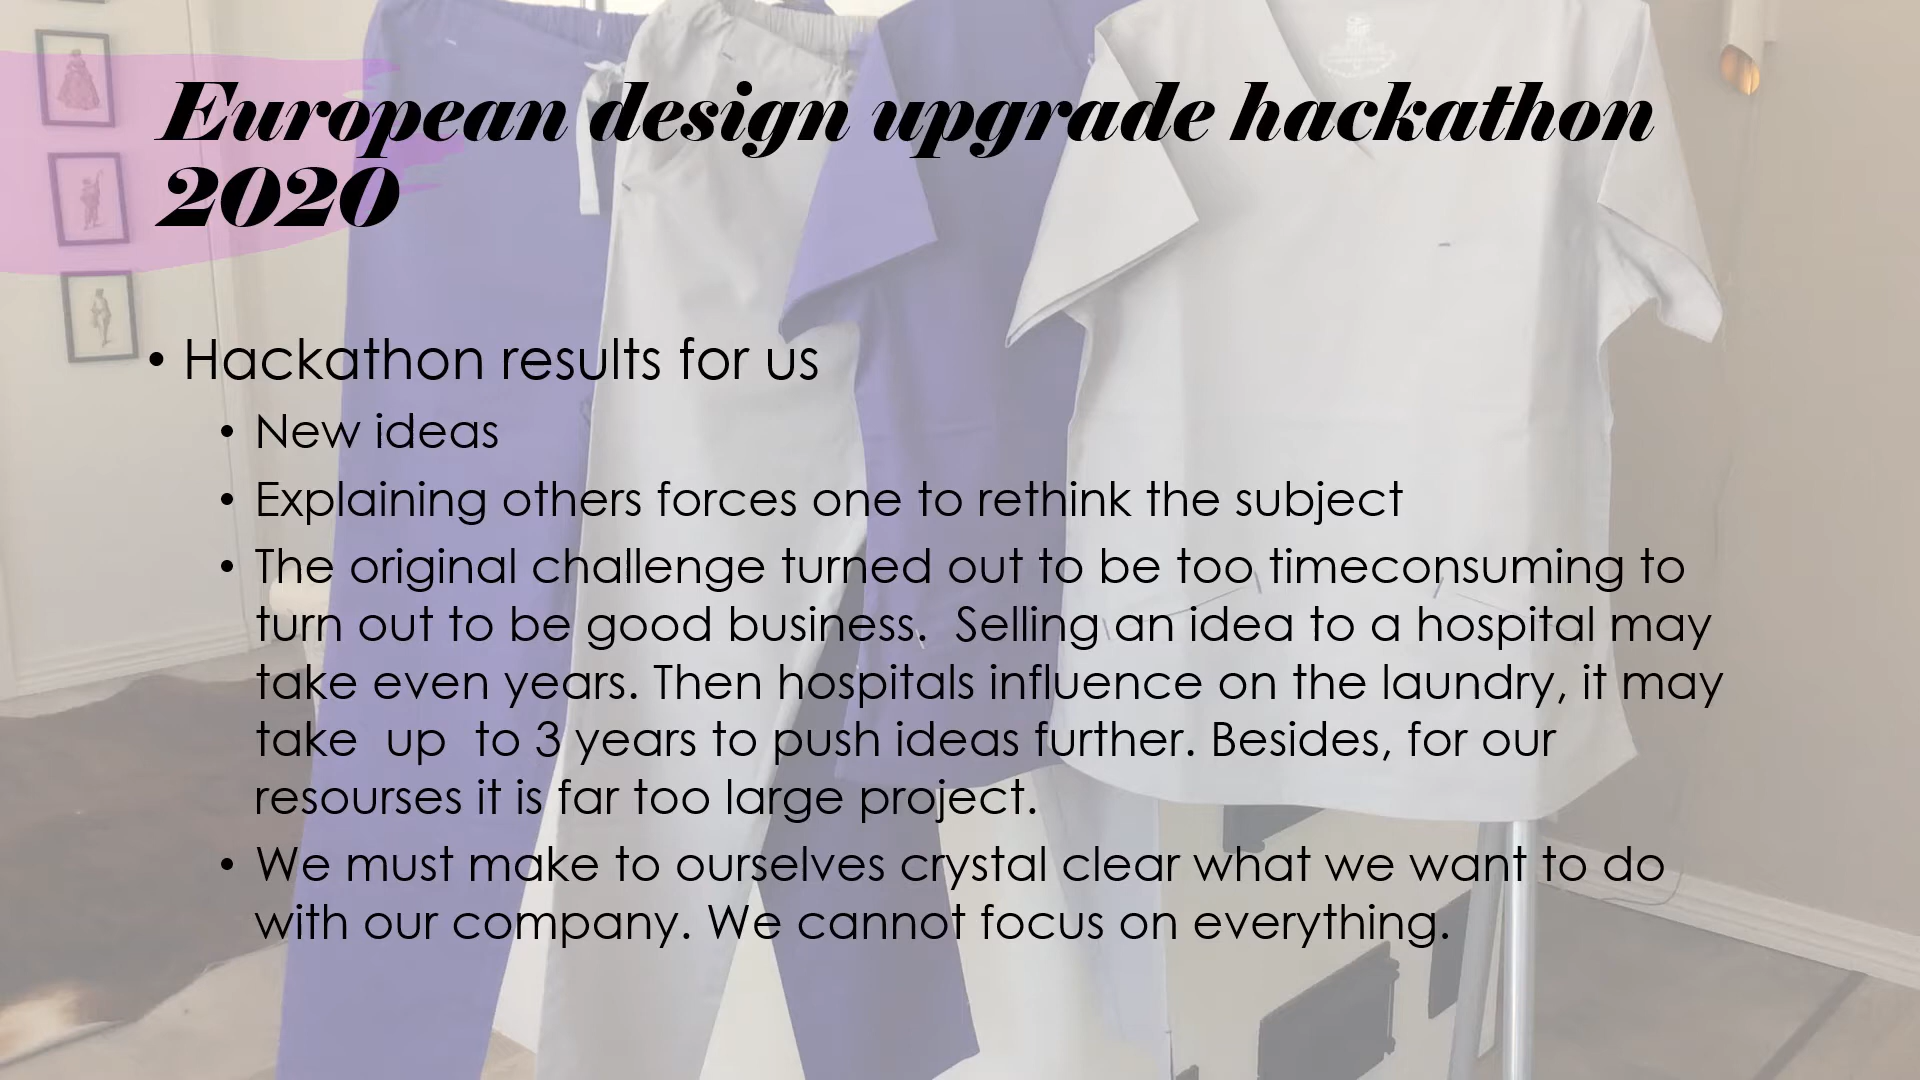 European design upgrade hackathon
2020
• Hackathon results for us
• New ideas
• Explaining others forces one to rethink the subject
• The original challenge turned out to be too timeconsuming to
turn out to be good business.  Selling an idea to a hospital may
take even years. Then hospitals influence on the laundry, it may
take  up  to 3 years to push ideas further. Besides, for our
resourses it is far too large project.
• We must make to ourselves crystal clear what we want to do
with our company. We cannot focus on everything.